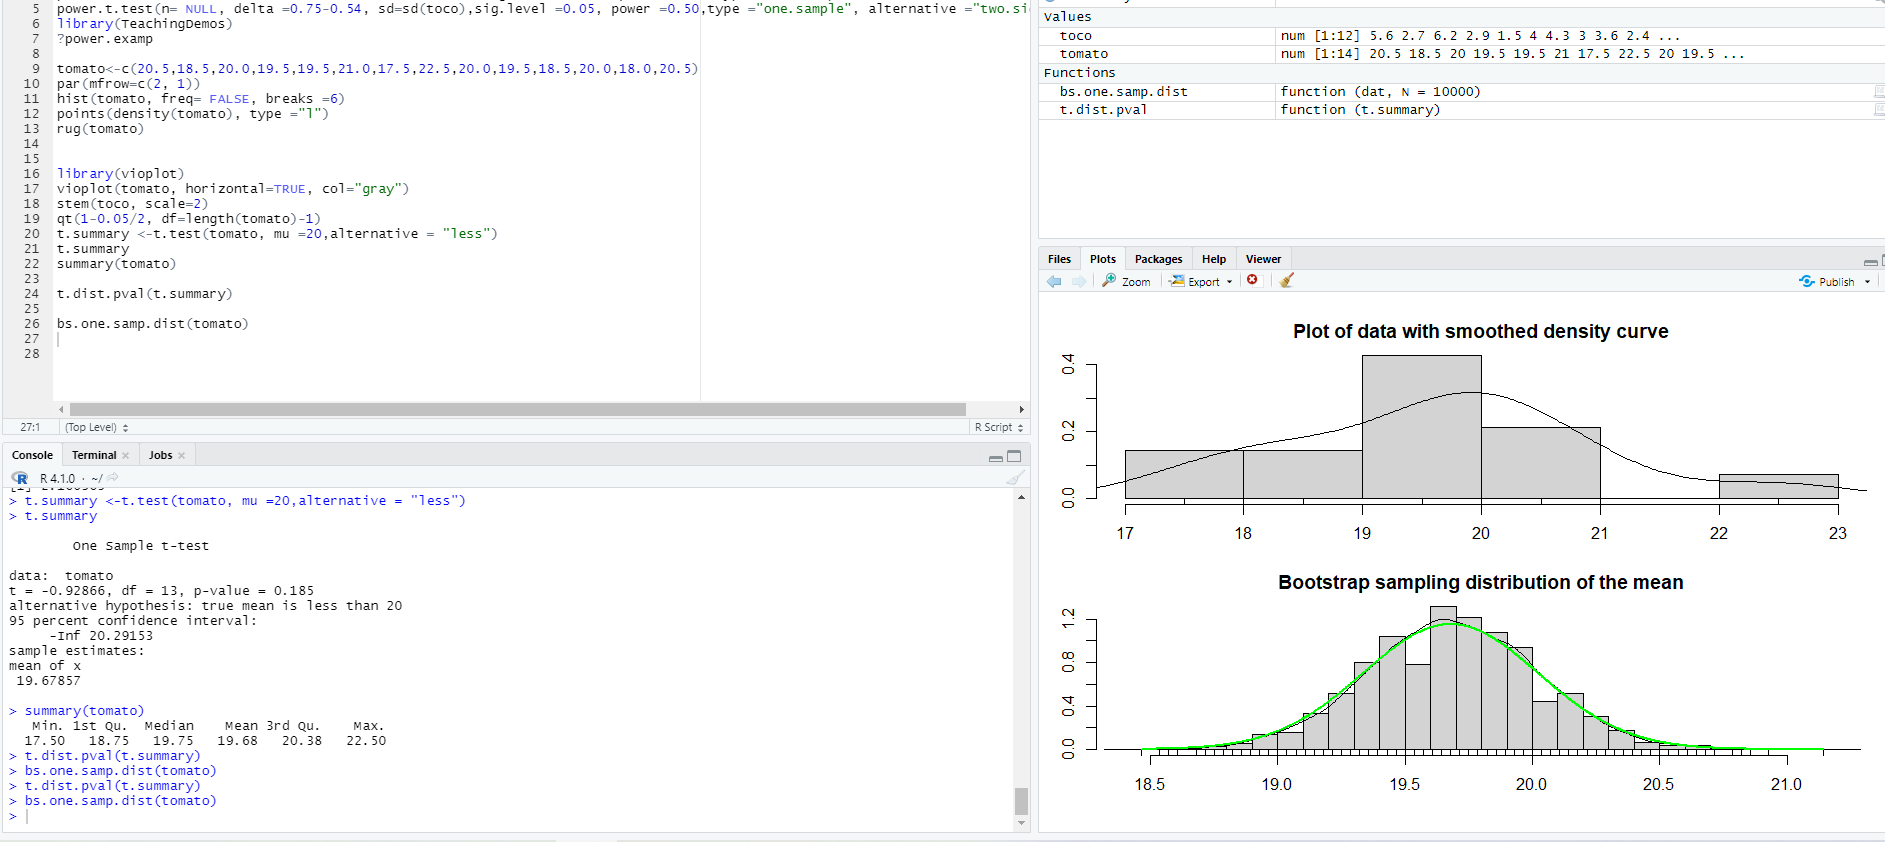 5 power.t.test(n= NULL, delta =0.75-0.54, sd=sd(toco),sig.level =0.05, power =0.50,type ="one.sample", alternative ="two.si
6 library(TeachingDemos)
7 ?power.examp
8
9 tomato<-c(20.5,18.5,20.0,19.5,19.5,21.0,17.5,22.5,20.0,19.5,18.5,20.0,18.0,20.5)
10 par(mfrow=c(2, 1))
11 hist(tomato, freq= FALSE, breaks =6)
12 points(density(tomato), type ="l")
13 rug(tomato)
14
15
16 library(vioplot)
17 vioplot(tomato, horizontal=TRUE, col="gray")
18 stem(toco, scale=2)
19 qt(1-0.05/2, df=length(tomato)-1)
20 t.summary <-t.test(tomato, mu =20,alternative = "less")
21 t.summary
22 summary(tomato)
23
24 t.dist.pval(t.summary)
25
26 bs.one.samp.dist(tomato)
27
28
27:1 (Top Level) R Script
Console Terminal Jobs
R 4.1.0 · ~/
> t.summary <-t.test(tomato, mu =20,alternative = "less")
> t.summary
One Sample t-test
data: tomato
t = -0.92866, df = 13, p-value = 0.185
alternative hypothesis: true mean is less than 20
95 percent confidence interval:
-Inf 20.29153
sample estimates:
mean of x
19.67857
> summary(tomato)
Min. 1st Qu. Median Mean 3rd Qu. Max.
17.50 18.75 19.75 19.68 20.38 22.50
> t.dist.pval(t.summary)
> bs.one.samp.dist(tomato)
> t.dist.pval(t.summary)
> bs.one.samp.dist(tomato)
>
Values
toco num [1:12] 5.6 2.7 6.2 2.9 1.5 4 4.3 3 3.6 2.4 ...
tomato num [1:14] 20.5 18.5 20 19.5 19.5 21 17.5 22.5 20 19.5 ...
Functions
bs.one.samp.dist function (dat, N = 10000)
t.dist.pval function (t.summary)
Files Plots Packages Help Viewer
Zoom Export Publish
Plot of data with smoothed density curve
0.4
0.2
0.0
17 18 19 20 21 22 23
Bootstrap sampling distribution of the mean
1.2
0.8
0.4
0.0
18.5 19.0 19.5 20.0 20.5 21.0